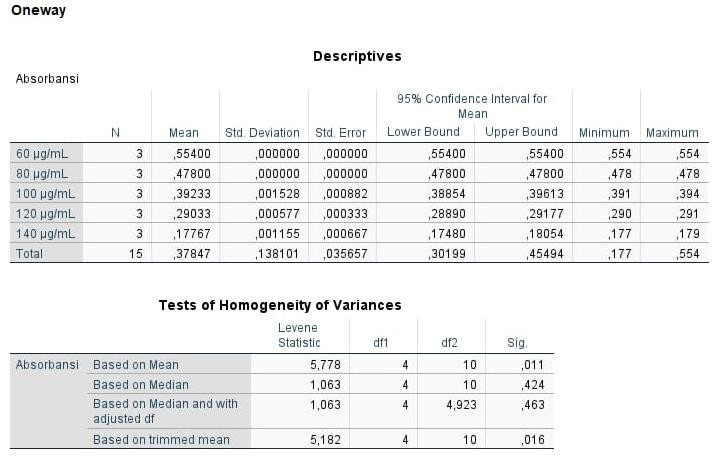 Oneway
Descriptives
Absorbansi
95% Confidence Interval for
Mean
N Mean Std. Deviation Std. Error Lower Bound Upper Bound Minimum Maximum
60 µg/mL 3 ,55400 ,000000 ,000000 ,55400 ,55400 ,554 ,554
80 µg/mL 3 ,47800 ,000000 ,000000 ,47800 ,47800 ,478 ,478
100 µg/mL 3 ,39233 ,001528 ,000882 ,38854 ,39613 ,391 ,394
120 µg/mL 3 ,29033 ,000577 ,000333 ,28890 ,29177 ,290 ,291
140 µg/mL 3 ,17767 ,001155 ,000667 ,17480 ,18054 ,177 ,179
Total 15 ,37847 ,138101 ,035657 ,30199 ,45494 ,177 ,554
Tests of Homogeneity of Variances
Levene
Statistic df1 df2 Sig.
Absorbansi Based on Mean 5,778 4 10 ,011
Based on Median 1,063 4 10 ,424
Based on Median and with 1,063 4 4,923 ,463
adjusted df
Based on trimmed mean 5,182 4 10 ,016